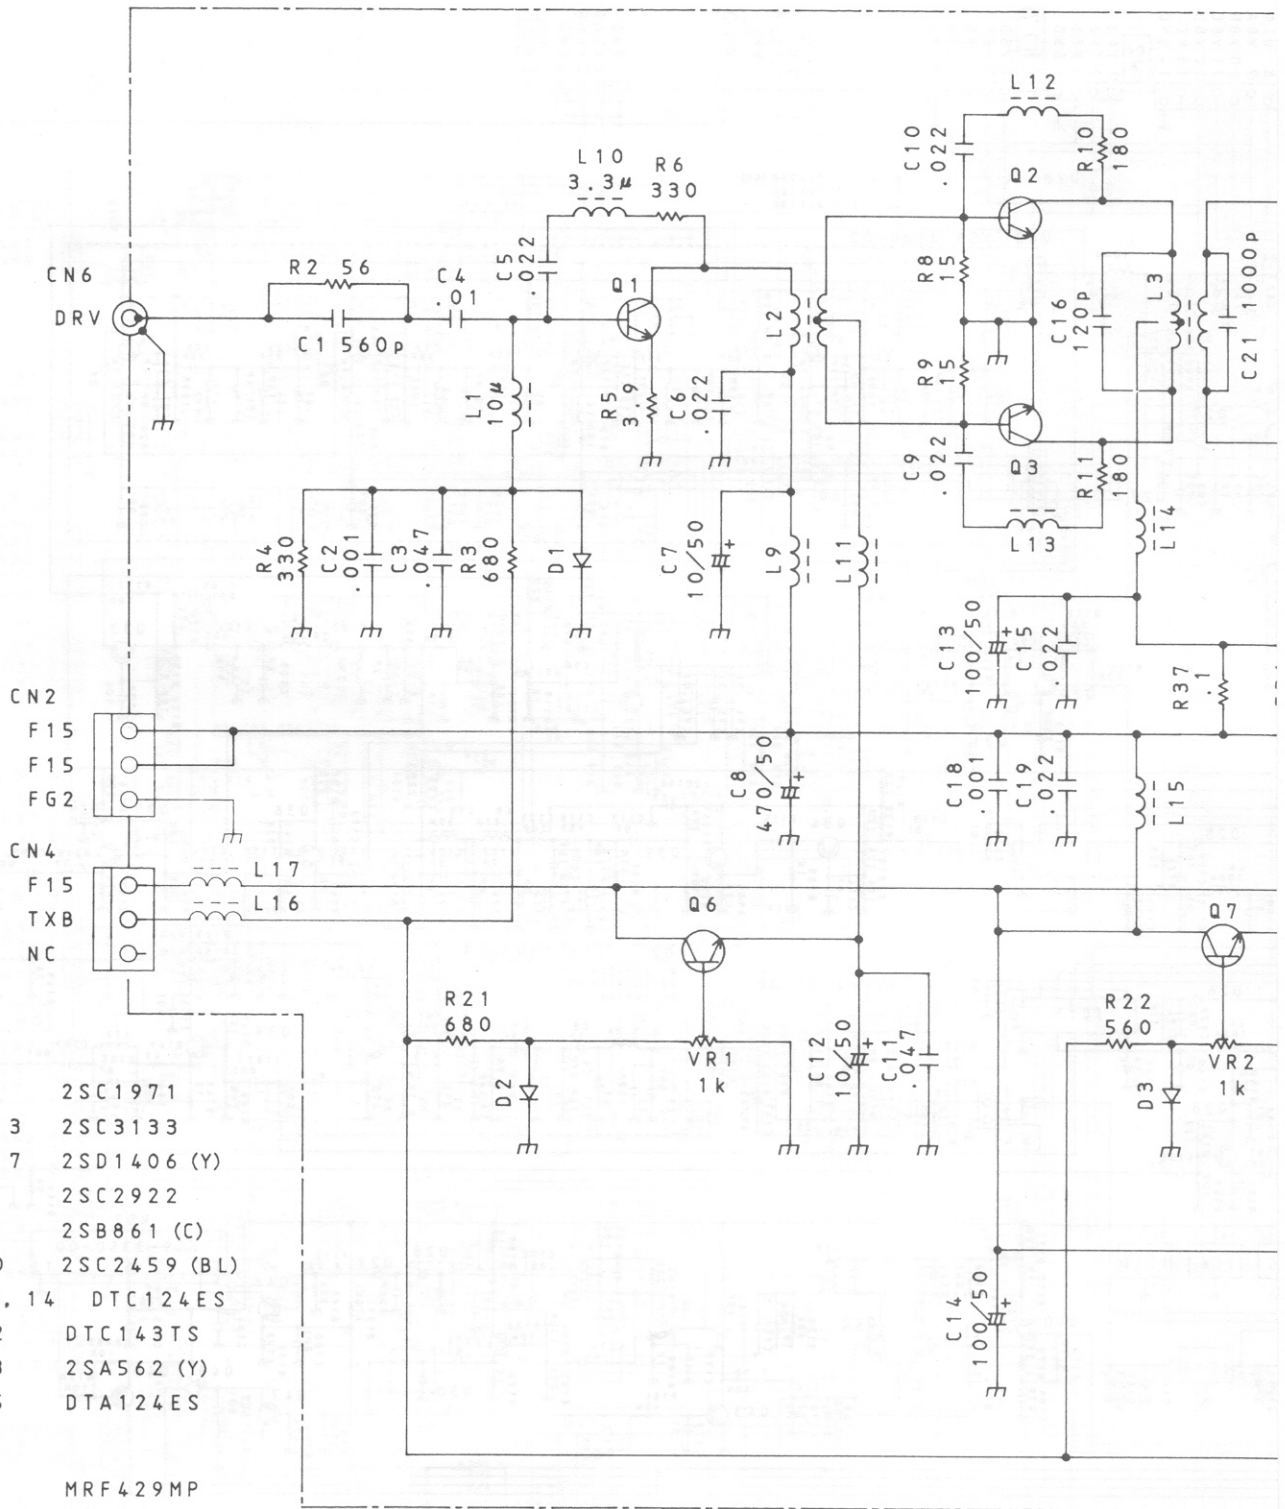 L12
C10
.022
R10
180
L10
3.3μ
R6
330
Q2
C5
.022
CN6
DRV
R2 56
C4
.01
C1 560p
Q1
L2
R8
15
R9
15
C16
120p
L3
C21 1000p
L1
10μ
R5
3.9
C6
.022
C9
.022
Q3
R11
180
L13
L14
R4
330
C2
.001
C3
.047
R3
680
D1
C7
10/50
L9
L11
C13
100/50
C15
.022
R37
.1
CN2
F15
F15
FG2
C8
470/50
C18
.001
C19
.022
L15
CN4
F15
TXB
NC
L17
L16
Q6
Q7
R21
680
VR1
1k
D2
C12
10/50
C11
.047
R22
560
VR2
1k
D3
2SC1971
3 2SC3133
7 2SD1406 (Y)
2SC2922
2SB861 (C)
2SC2459 (BL)
, 14 DTC124ES
DTC143TS
2SA562 (Y)
DTA124ES
MRF429MP
C14
100/50